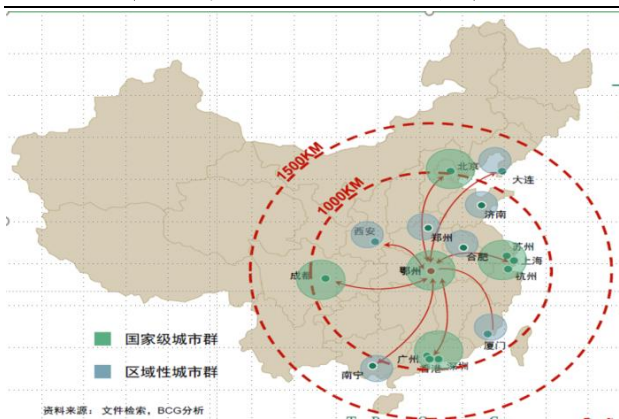 1500KM
1000KM
北京
大连
济南
西安
郑州
合肥
苏州
上海
杭州
成都
鄂州
厦门
广州
香港
深圳
南宁
国家级城市群
区域性城市群
资料来源：文件检索，BCG分析